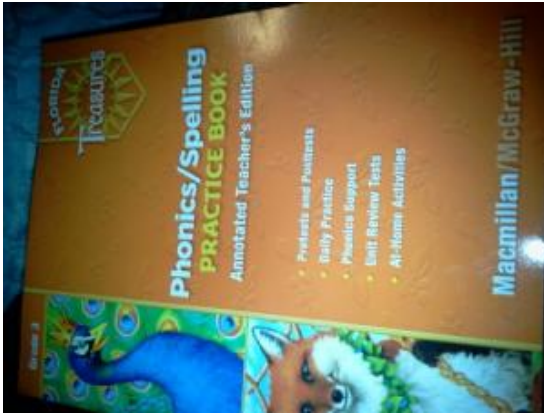 FLORIDA
Treasures
Phonics/Spelling
PRACTICE BOOK
Annotated Teacher's Edition
• Pretests and Posttests
• Daily Practice
• Phonics Support
• Unit Review Tests
• At-Home Activities
Macmillan/McGraw-Hill
Grade 3